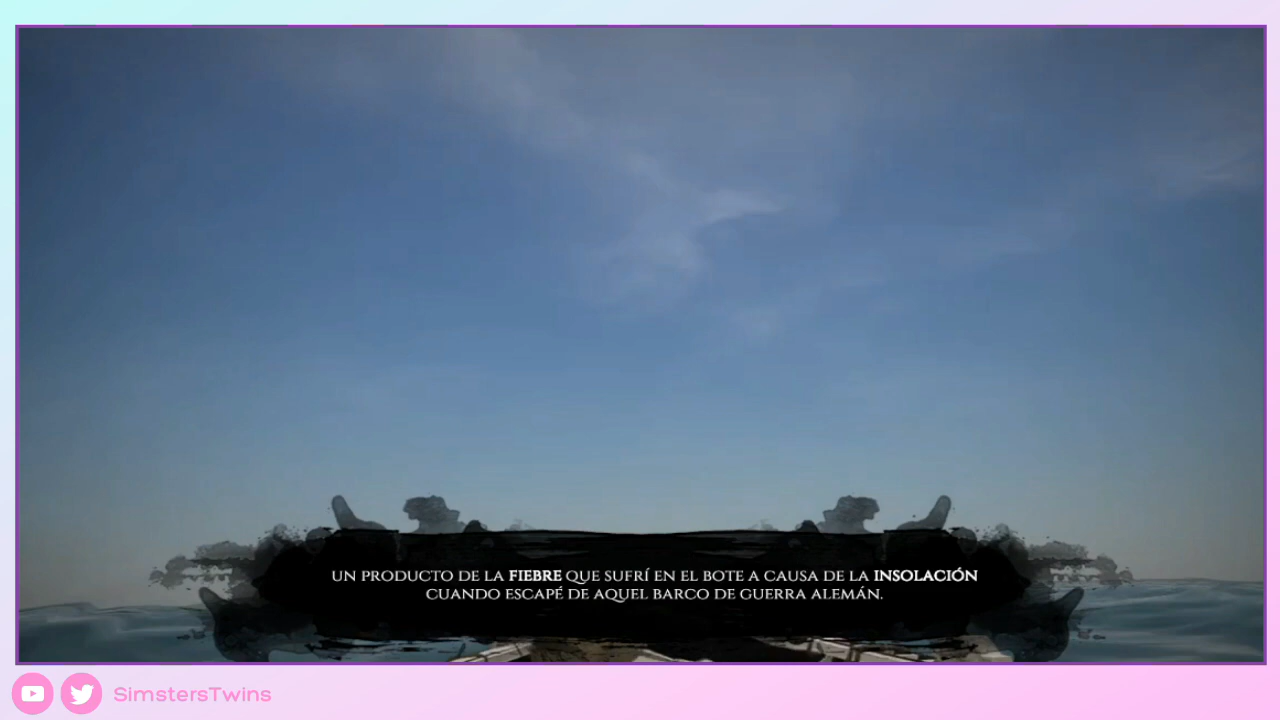 UN PRODUCTO DE LA FIEBRE QUE SUFRÍ EN EL BOTE A CAUSA DE LA INSOLACIÓN
CUANDO ESCAPÉ DE AQUEL BARCO DE GUERRA ALEMÁN.
SimstersTwins